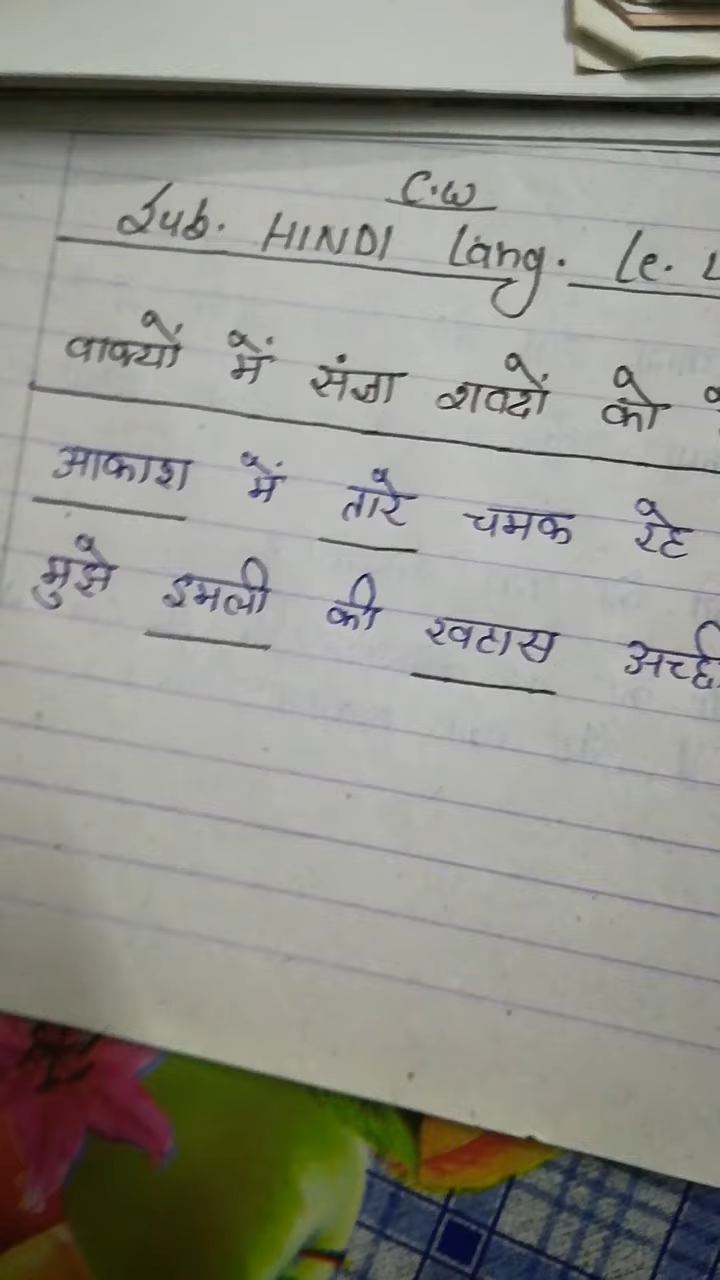 C.W
Sub. HINDI Lang. Le.
वाक्यों में संज्ञा शब्दों को
आकाश में तारे चमक रहे
मुझे इमली की खटास